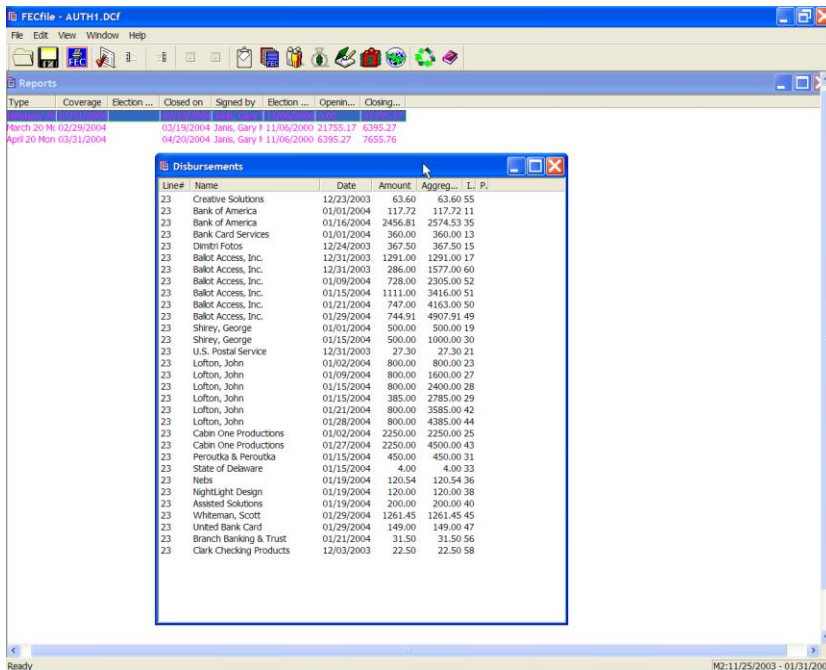 FECfile - AUTH1.DCf
File Edit View Window Help
FEC
FEC
Reports
Type Coverage Election ... Closed on Signed by Election ... Openin... Closing...
March 20 Mc 02/29/2004 03/19/2004 Janis, Gary 11/06/2000 21755.17 6395.27
April 20 Mon 03/31/2004 04/20/2004 Janis, Gary 11/06/2000 6395.27 7655.76
Disbursements
Line# Name Date Amount Aggreg... I.. P.
23 Creative Solutions 12/23/2003 63.60 63.60 55
23 Bank of America 01/01/2004 117.72 117.72 11
23 Bank of America 01/16/2004 2456.81 2574.53 35
23 Bank Card Services 01/01/2004 360.00 360.00 13
23 Dimitri Fotos 12/24/2003 367.50 367.50 15
23 Ballot Access, Inc. 12/31/2003 1291.00 1291.00 17
23 Ballot Access, Inc. 12/31/2003 286.00 1577.00 60
23 Ballot Access, Inc. 01/09/2004 728.00 2305.00 52
23 Ballot Access, Inc. 01/15/2004 1111.00 3416.00 51
23 Ballot Access, Inc. 01/21/2004 747.00 4163.00 50
23 Ballot Access, Inc. 01/29/2004 744.91 4907.91 49
23 Shirey, George 01/01/2004 500.00 500.00 19
23 Shirey, George 01/15/2004 500.00 1000.00 30
23 U.S. Postal Service 12/31/2003 27.30 27.30 21
23 Lofton, John 01/02/2004 800.00 800.00 23
23 Lofton, John 01/09/2004 800.00 1600.00 27
23 Lofton, John 01/15/2004 800.00 2400.00 28
23 Lofton, John 01/15/2004 385.00 2785.00 29
23 Lofton, John 01/21/2004 800.00 3585.00 42
23 Lofton, John 01/28/2004 800.00 4385.00 44
23 Cabin One Productions 01/02/2004 2250.00 2250.00 25
23 Cabin One Productions 01/27/2004 2250.00 4500.00 43
23 Peroutka & Peroutka 01/15/2004 450.00 450.00 31
23 State of Delaware 01/15/2004 4.00 4.00 33
23 Nebs 01/19/2004 120.54 120.54 36
23 NightLight Design 01/19/2004 120.00 120.00 38
23 Assisted Solutions 01/19/2004 200.00 200.00 40
23 Whiteman, Scott 01/29/2004 1261.45 1261.45 45
23 United Bank Card 01/29/2004 149.00 149.00 47
23 Branch Banking & Trust 01/21/2004 31.50 31.50 56
23 Clark Checking Products 12/03/2003 22.50 22.50 58
Ready M2:11/25/2003 - 01/31/200